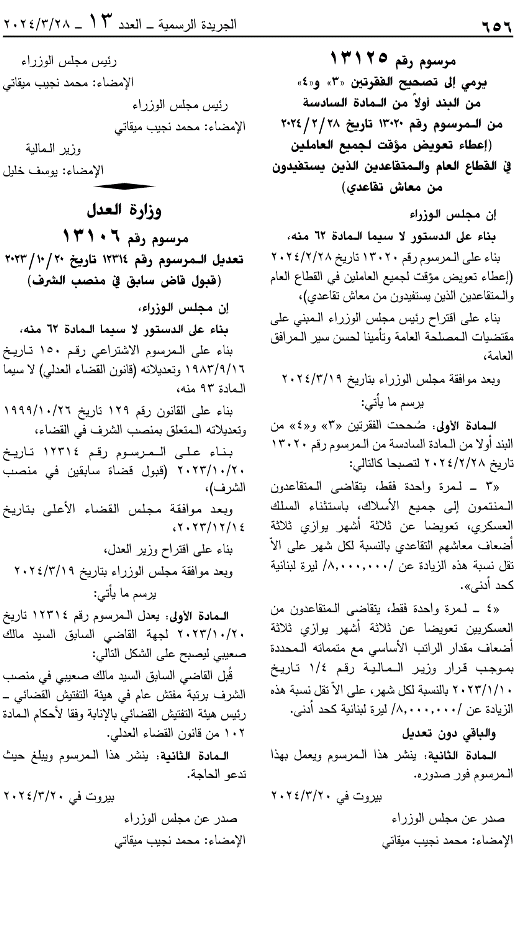 ٦٥٦
الجريدة الرسمية ــ العدد ١٣ ــ ٢٠٢٤/٣/٢٨
مرسوم رقم ١٣١٢٥
يرمي إلى تصحيح الفقرتين «٣» و«٤»
من البند أولاً من المادة السادسة
من المرسوم رقم ١٣٠٢٠ تاريخ ٢٠٢٤/٢/٢٨
(إعطاء تعويض مؤقت لجميع العاملين
في القطاع العام والمتقاعدين الذين يستفيدون
من معاش تقاعدي)
إن مجلس الوزراء
بناء على الدستور لا سيما المادة ٦٢ منه،
بناء على المرسوم رقم ١٣٠٢٠ تاريخ ٢٠٢٤/٢/٢٨
(إعطاء تعويض مؤقت لجميع العاملين في القطاع العام
والمتقاعدين الذين يستفيدون من معاش تقاعدي)،
بناء على اقتراح رئيس مجلس الوزراء المبني على
مقتضيات المصلحة العامة وتأمينا لحسن سير المرافق
العامة،
وبعد موافقة مجلس الوزراء بتاريخ ٢٠٢٤/٣/١٩
يرسم ما يأتي:
المادة الأولى: صُححت الفقرتين «٣» و«٤» من
البند أولا من المادة السادسة من المرسوم رقم ١٣٠٢٠
تاريخ ٢٠٢٤/٢/٢٨ لتصبحا كالتالي:
«٣ ــ لمرة واحدة فقط، يتقاضى المتقاعدون
المنتمون إلى جميع الأسلاك، باستثناء السلك
العسكري، تعويضا عن ثلاثة أشهر يوازي ثلاثة
أضعاف معاشهم التقاعدي بالنسبة لكل شهر على الأ
تقل نسبة هذه الزيادة عن /٨,٠٠٠,٠٠٠/ ليرة لبنانية
كحد أدنى».
«٤ ــ لمرة واحدة فقط، يتقاضى المتقاعدون من
العسكريين تعويضا عن ثلاثة أشهر يوازي ثلاثة
أضعاف مقدار الراتب الأساسي مع متمماته المحددة
بموجب قرار وزير المالية رقم ١/٤ تاريخ
٢٠٢٣/١/١٠ بالنسبة لكل شهر، على الأ تقل نسبة هذه
الزيادة عن /٨,٠٠٠,٠٠٠/ ليرة لبنانية كحد أدنى.
والباقي دون تعديل
المادة الثانية: ينشر هذا المرسوم ويعمل بهذا
المرسوم فور صدوره.
بيروت في ٢٠٢٤/٣/٢٠
صدر عن مجلس الوزراء
الإمضاء: محمد نجيب ميقاتي
رئيس مجلس الوزراء
الإمضاء: محمد نجيب ميقاتي
رئيس مجلس الوزراء
الإمضاء: محمد نجيب ميقاتي
وزير المالية
الإمضاء: يوسف خليل
وزارة العدل
مرسوم رقم ١٣١٠٦
تعديل المرسوم رقم ١٢٣١٤ تاريخ ٢٠٢٣/١٠/٢٠
(قبول قاض سابق في منصب الشرف)
إن مجلس الوزراء،
بناء على الدستور لا سيما المادة ٦٢ منه،
بناء على المرسوم الاشتراعي رقم ١٥٠ تاريخ
١٩٨٣/٩/١٦ وتعديلاته (قانون القضاء العدلي) لا سيما
المادة ٩٣ منه،
بناء على القانون رقم ١٢٩ تاريخ ١٩٩٩/١٠/٢٦
وتعديلاته المتعلق بمنصب الشرف في القضاء،
بناء على المرسوم رقم ١٢٣١٤ تاريخ
٢٠٢٣/١٠/٢٠ (قبول قضاة سابقين في منصب
الشرف)،
وبعد موافقة مجلس القضاء الأعلى بتاريخ
٢٠٢٣/١٢/١٤،
بناء على اقتراح وزير العدل،
وبعد موافقة مجلس الوزراء بتاريخ ٢٠٢٤/٣/١٩
يرسم ما يأتي:
المادة الأولى: يعدل المرسوم رقم ١٢٣١٤ تاريخ
٢٠٢٣/١٠/٢٠ لجهة القاضي السابق السيد مالك
صعيبي ليصبح على الشكل التالي:
قُبل القاضي السابق السيد مالك صعيبي في منصب
الشرف برتبة مفتش عام في هيئة التفتيش القضائي ــ
رئيس هيئة التفتيش القضائي بالإنابة وفقا لأحكام المادة
١٠٢ من قانون القضاء العدلي.
المادة الثانية: ينشر هذا المرسوم ويبلغ حيث
تدعو الحاجة.
بيروت في ٢٠٢٤/٣/٢٠
صدر عن مجلس الوزراء
الإمضاء: محمد نجيب ميقاتي